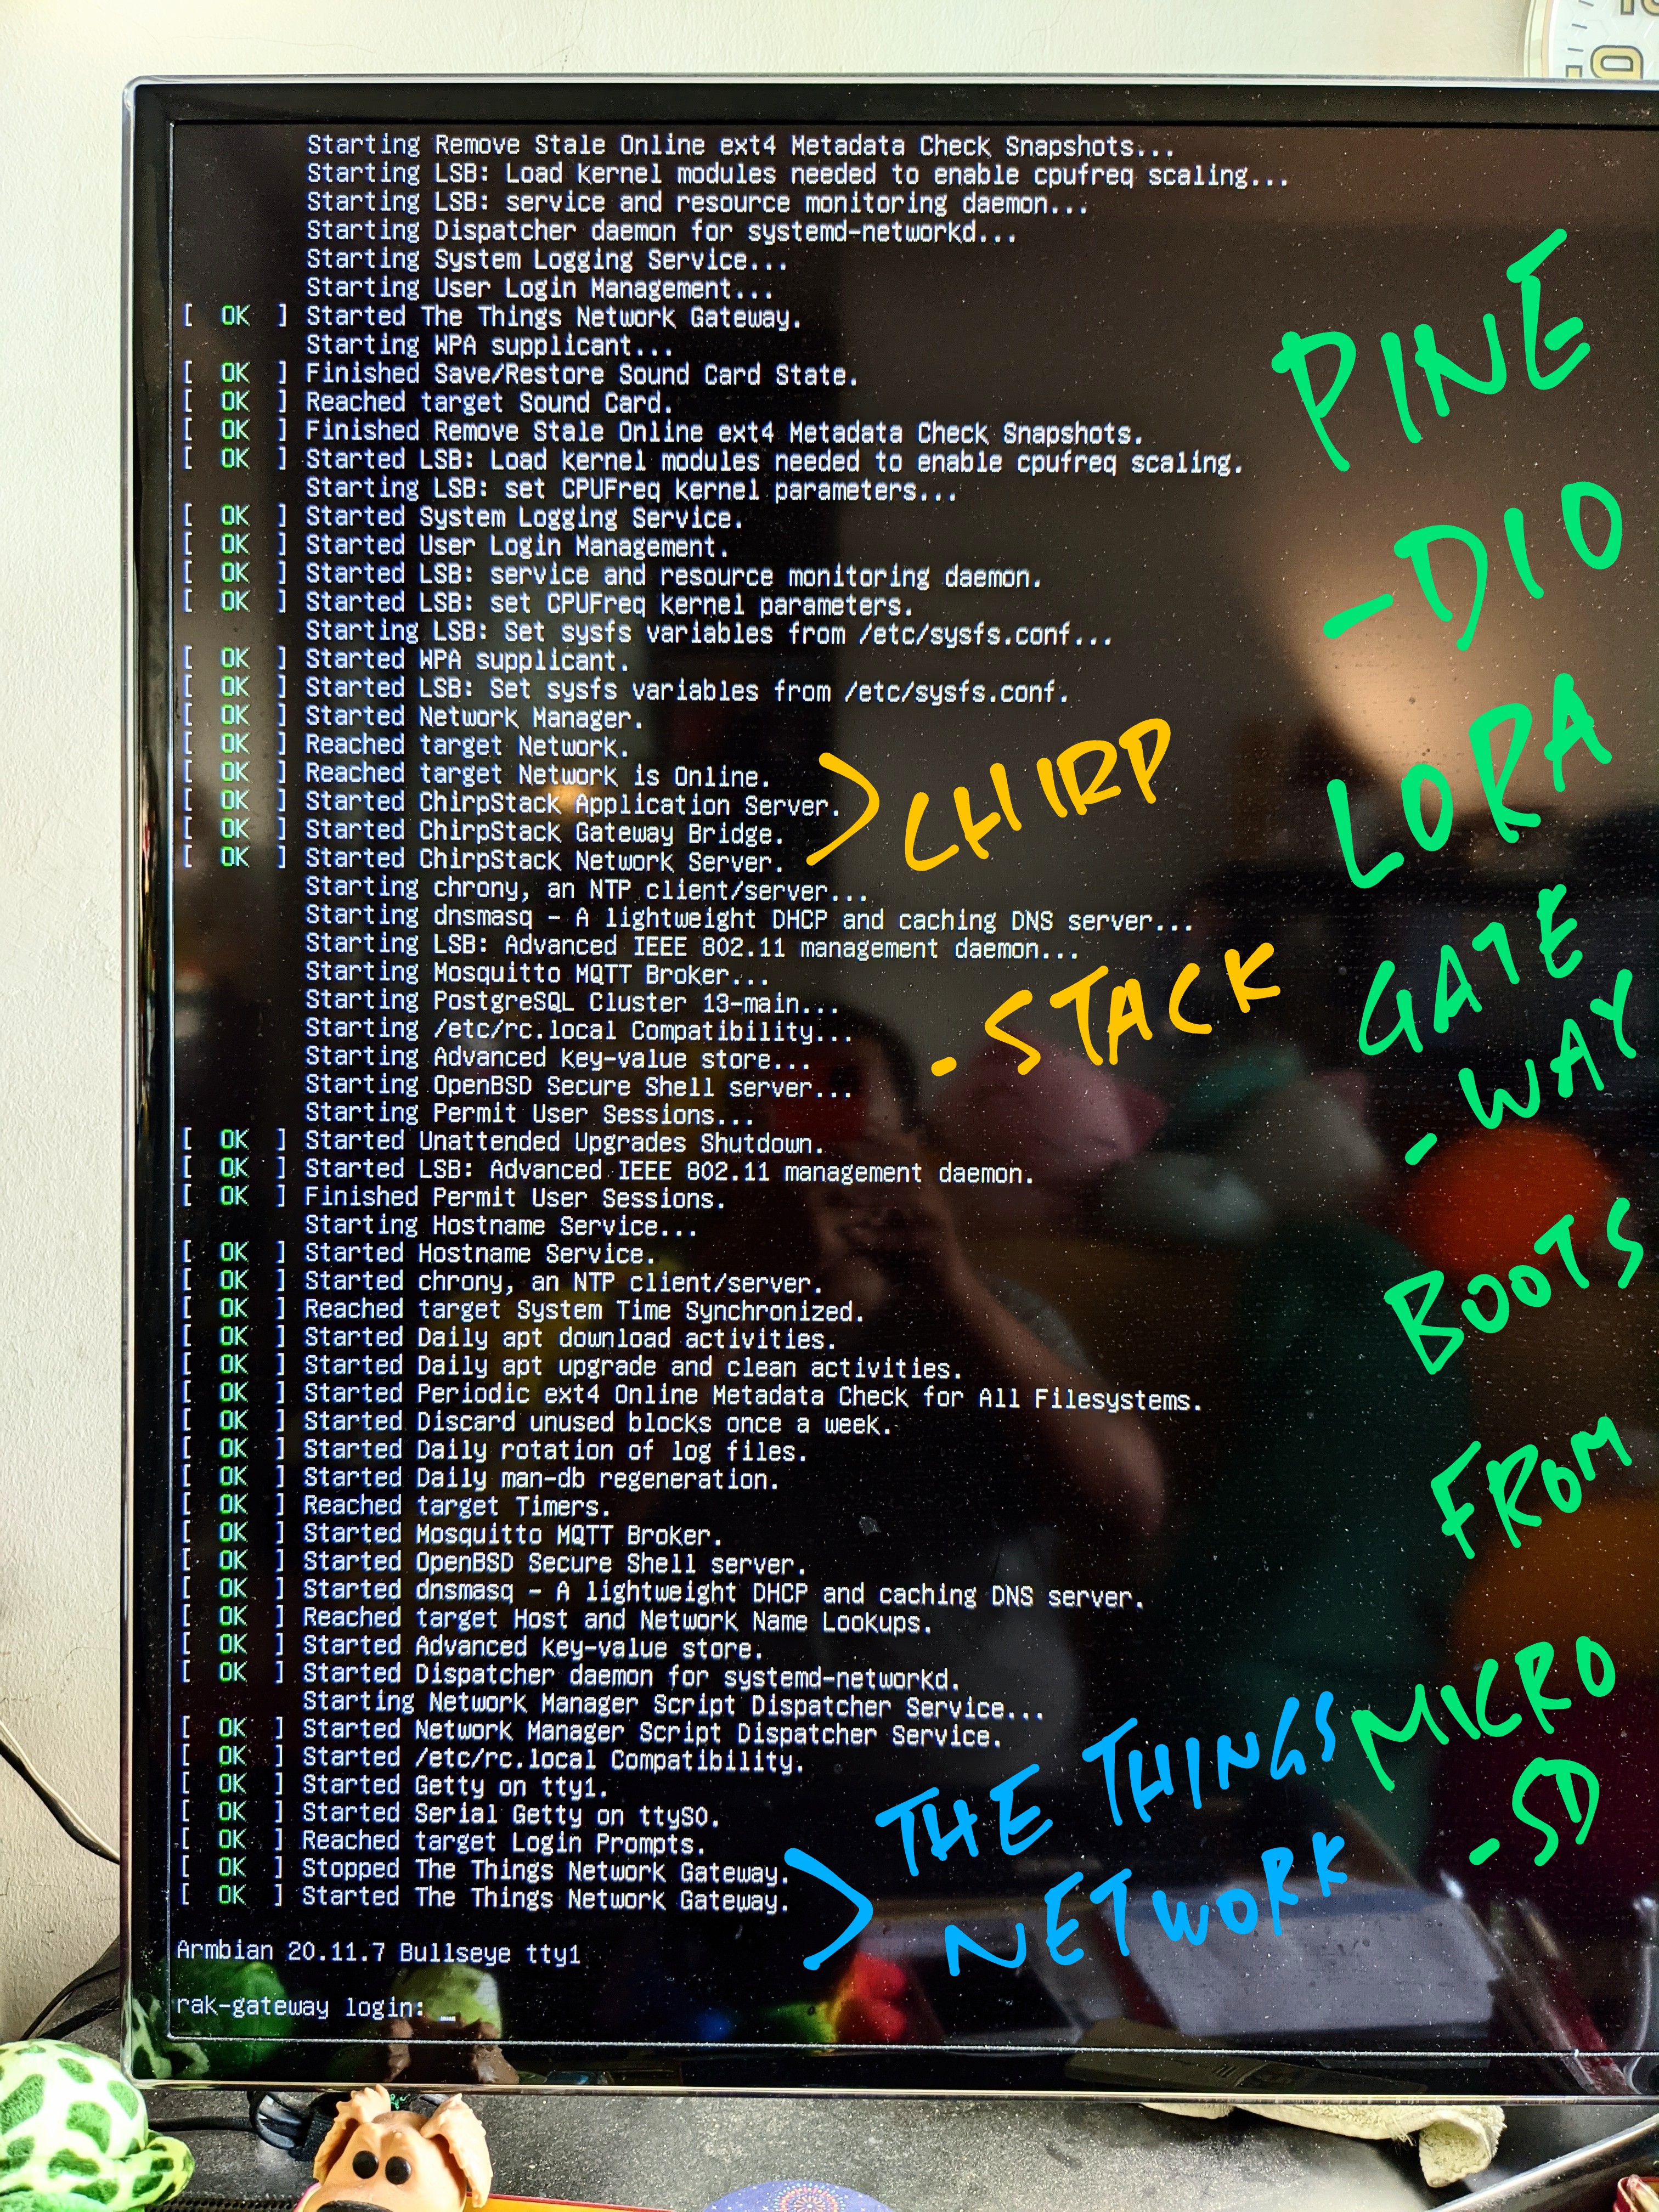 Starting Remove Stale Online ext4 Metadata Check Snapshots...
Starting LSB: Load kernel modules needed to enable cpufreq scaling...
Starting LSB: service and resource monitoring daemon...
Starting Dispatcher daemon for systemd-networkd...
Starting System Logging Service...
Starting User Login Management...
[ OK ] Started The Things Network Gateway.
Starting WPA supplicant...
[ OK ] Finished Save/Restore Sound Card State.
[ OK ] Reached target Sound Card.
[ OK ] Finished Remove Stale Online ext4 Metadata Check Snapshots.
[ OK ] Started LSB: Load kernel modules needed to enable cpufreq scaling.
Starting LSB: set CPUFreq kernel parameters...
[ OK ] Started System Logging Service.
[ OK ] Started User Login Management.
[ OK ] Started LSB: service and resource monitoring daemon.
[ OK ] Started LSB: set CPUFreq kernel parameters.
Starting LSB: Set sysfs variables from /etc/sysfs.conf...
[ OK ] Started WPA supplicant.
[ OK ] Started LSB: Set sysfs variables from /etc/sysfs.conf.
[ OK ] Started Network Manager.
[ OK ] Reached target Network.
[ OK ] Reached target Network is Online.
[ OK ] Started ChirpStack Application Server.
[ OK ] Started ChirpStack Gateway Bridge.
[ OK ] Started ChirpStack Network Server.
Starting chrony, an NTP client/server...
Starting dnsmasq - A lightweight DHCP and caching DNS server...
Starting LSB: Advanced IEEE 802.11 management daemon...
Starting Mosquitto MQTT Broker...
Starting PostgreSQL Cluster 13-main...
Starting /etc/rc.local Compatibility...
Starting Advanced key-value store...
Starting OpenBSD Secure Shell server...
Starting Permit User Sessions...
[ OK ] Started Unattended Upgrades Shutdown.
[ OK ] Started LSB: Advanced IEEE 802.11 management daemon.
[ OK ] Finished Permit User Sessions.
Starting Hostname Service...
[ OK ] Started Hostname Service.
[ OK ] Started chrony, an NTP client/server.
[ OK ] Reached target System Time Synchronized.
[ OK ] Started Daily apt download activities.
[ OK ] Started Daily apt upgrade and clean activities.
[ OK ] Started Periodic ext4 Online Metadata Check for All Filesystems.
[ OK ] Started Discard unused blocks once a week.
[ OK ] Started Daily rotation of log files.
[ OK ] Started Daily man-db regeneration.
[ OK ] Reached target Timers.
[ OK ] Started Mosquitto MQTT Broker.
[ OK ] Started OpenBSD Secure Shell server.
[ OK ] Started dnsmasq - A lightweight DHCP and caching DNS server.
[ OK ] Reached target Host and Network Name Lookups.
[ OK ] Started Advanced key-value store.
[ OK ] Started Dispatcher daemon for systemd-networkd.
Starting Network Manager Script Dispatcher Service...
[ OK ] Started Network Manager Script Dispatcher Service.
[ OK ] Started /etc/rc.local Compatibility.
[ OK ] Started Getty on tty1.
[ OK ] Started Serial Getty on ttyS0.
[ OK ] Reached target Login Prompts.
[ OK ] Stopped The Things Network Gateway.
[ OK ] Started The Things Network Gateway.
Armbian 20.11.7 Bullseye tty1
rak-gateway login: _
CHIRP
-STACK
THE THINGS
NETWORK
PINE
-DIO
LORA
GATE
-WAY
BOOTS
FROM
MICRO
-SD